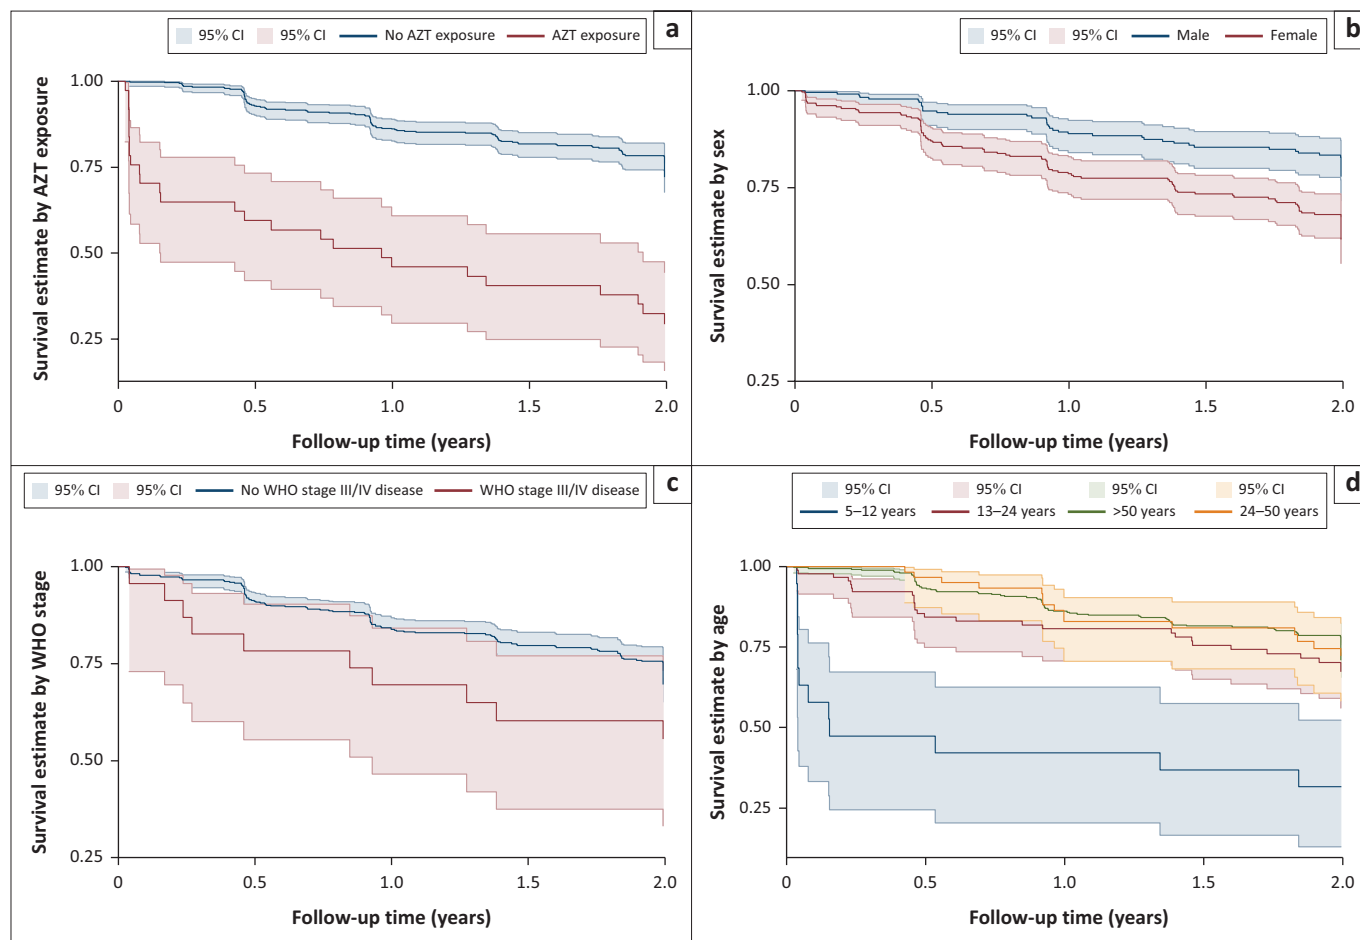 95% CI 95% CI No AZT exposure AZT exposure
a
Survival estimate by AZT exposure
1.00
0.75
0.50
0.25
0 0.5 1.0 1.5 2.0
Follow-up time (years)
95% CI 95% CI Male Female
b
Survival estimate by sex
1.00
0.75
0.50
0.25
0 0.5 1.0 1.5 2.0
Follow-up time (years)
95% CI 95% CI No WHO stage III/IV disease WHO stage III/IV disease
c
Survival estimate by WHO stage
1.00
0.75
0.50
0.25
0 0.5 1.0 1.5 2.0
Follow-up time (years)
95% CI 95% CI 95% CI 95% CI
5–12 years 13–24 years >50 years 24–50 years
d
Survival estimate by age
1.00
0.75
0.50
0.25
0 0.5 1.0 1.5 2.0
Follow-up time (years)